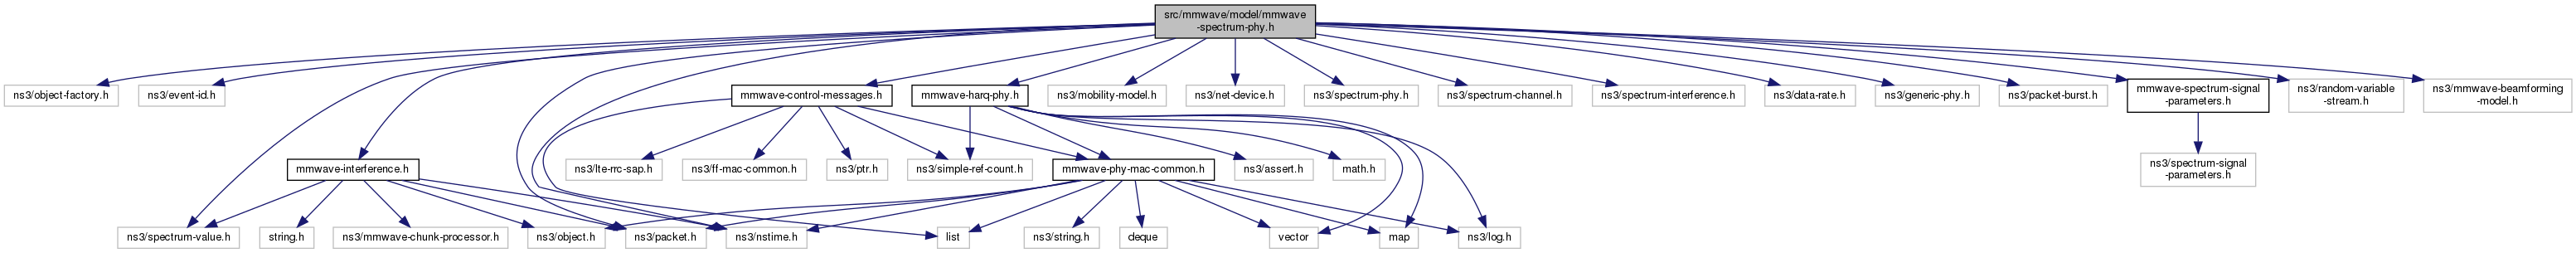 src/mmwave/model/mmwave
-spectrum-phy.h
ns3/object-factory.h
ns3/event-id.h
mmwave-control-messages.h
mmwave-harq-phy.h
ns3/mobility-model.h
ns3/net-device.h
ns3/spectrum-phy.h
ns3/spectrum-channel.h
ns3/spectrum-interference.h
ns3/data-rate.h
ns3/generic-phy.h
ns3/packet-burst.h
mmwave-spectrum-signal
-parameters.h
ns3/random-variable
-stream.h
ns3/mmwave-beamforming
-model.h
mmwave-interference.h
ns3/lte-rrc-sap.h
ns3/ff-mac-common.h
ns3/ptr.h
ns3/simple-ref-count.h
mmwave-phy-mac-common.h
ns3/assert.h
math.h
ns3/spectrum-signal
-parameters.h
ns3/spectrum-value.h
string.h
ns3/mmwave-chunk-processor.h
ns3/object.h
ns3/packet.h
ns3/nstime.h
list
ns3/string.h
deque
vector
map
ns3/log.h